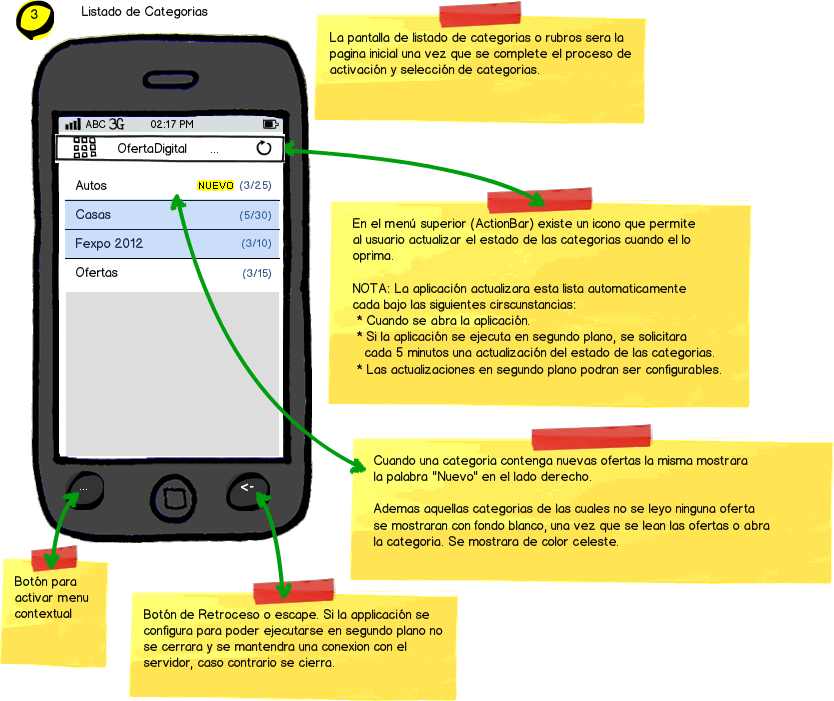 3
Listado de Categorias
La pantalla de listado de categorias o rubros sera la
pagina inicial una vez que se complete el proceso de
activación y selección de categorias.
ABC 3G 02:17 PM
OfertaDigital ...
Autos NUEVO (3/25)
Casas (5/30)
Fexpo 2012 (3/10)
Ofertas (3/15)
En el menú superior (ActionBar) existe un icono que permite
al usuario actualizar el estado de las categorias cuando el lo
oprima.
NOTA: La aplicación actualizara esta lista automaticamente
cada bajo las siguientes cirscunstancias:
* Cuando se abra la aplicación.
* Si la aplicación se ejecuta en segundo plano, se solicitara
cada 5 minutos una actualización del estado de las categorias.
* Las actualizaciones en segundo plano podran ser configurables.
Cuando una categoria contenga nuevas ofertas la misma mostrara
la palabra "Nuevo" en el lado derecho.
Ademas aquellas categorias de las cuales no se leyo ninguna oferta
se mostraran con fondo blanco, una vez que se lean las ofertas o abra
la categoria. Se mostrara de color celeste.
...
<-
Botón para
activar menu
contextual
Botón de Retroceso o escape. Si la applicación se
configura para poder ejecutarse en segundo plano no
se cerrara y se mantendra una conexion con el
servidor, caso contrario se cierra.